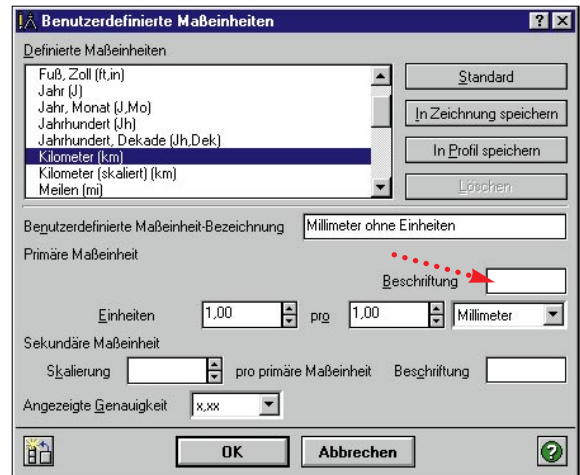 Benutzerdefinierte Maßeinheiten
Definierte Maßeinheiten
Fuß, Zoll (ft,in)
Jahr (J)
Jahr, Monat (J,Mo)
Jahrhundert (Jh)
Jahrhundert, Dekade (Jh,Dek)
Kilometer (km)
Kilometer (skaliert) (km)
Meilen (mi)
Standard
In Zeichnung speichern
In Profil speichern
Löschen
Benutzerdefinierte Maßeinheit-Bezeichnung Millimeter ohne Einheiten
Primäre Maßeinheit
Beschriftung
Einheiten 1,00 pro 1,00 Millimeter
Sekundäre Maßeinheit
Skalierung pro primäre Maßeinheit Beschriftung
Angezeigte Genauigkeit x,xx
OK Abbrechen